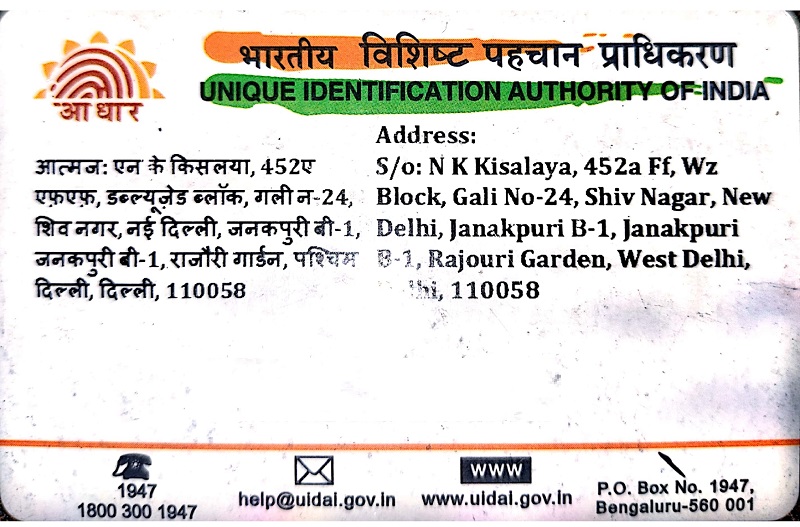 भारतीय विशिष्ट पहचान प्राधिकरण
UNIQUE IDENTIFICATION AUTHORITY OF INDIA
आधार
आत्मज: एन के किसलया, 452ए
एफ़एफ़, डब्ल्यूज़ेड ब्लॉक, गली न-24,
शिव नगर, नई दिल्ली, जनकपुरी बी-1,
जनकपुरी बी-1, राजौरी गार्डन, पश्चिम
दिल्ली, दिल्ली, 110058
Address:
S/o: N K Kisalaya, 452a Ff, Wz
Block, Gali No-24, Shiv Nagar, New
Delhi, Janakpuri B-1, Janakpuri
B-1, Rajouri Garden, West Delhi,
110058
1947
1800 300 1947
help@uidai.gov.in
www
www.uidai.gov.in
P.O. Box No. 1947,
Bengaluru-560 001